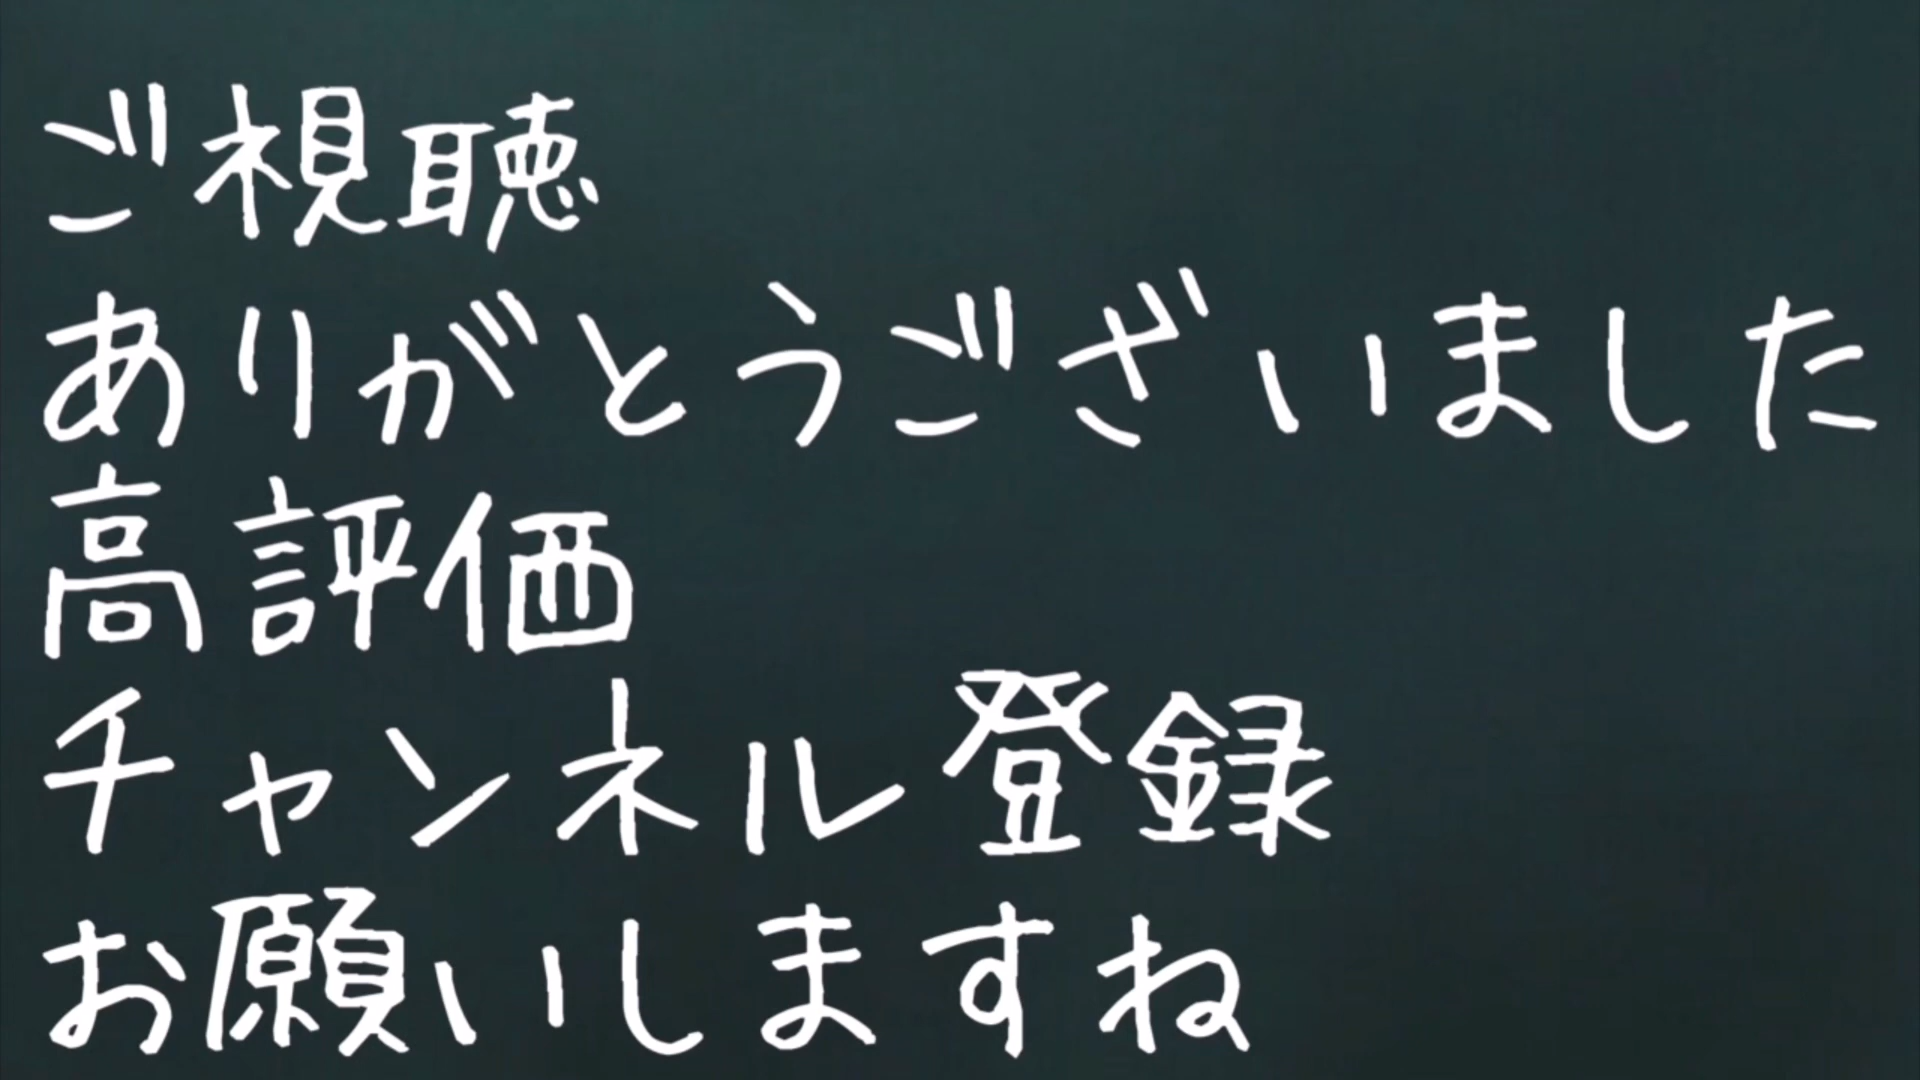 ご視聴
ありがとうございました
高評価
チャンネル登録
お願いしますね